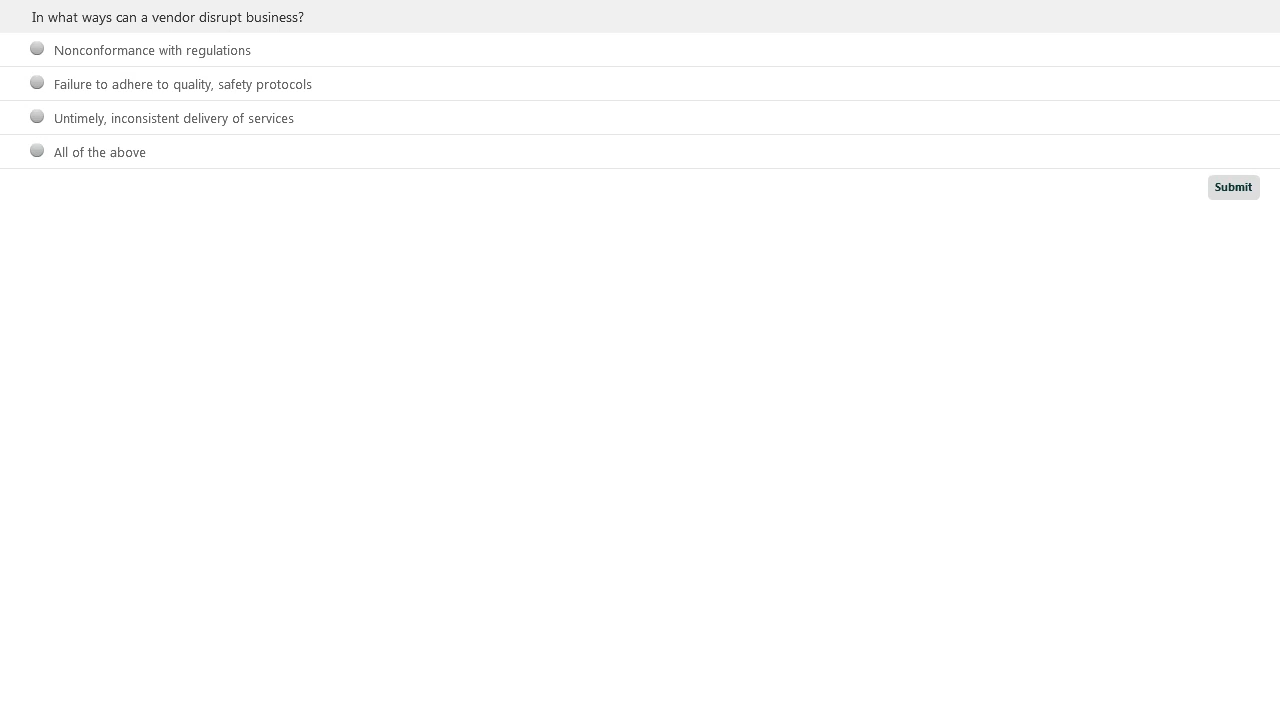 In what ways can a vendor disrupt business?
Nonconformance with regulations
Failure to adhere to quality, safety protocols
Untimely, inconsistent delivery of services
All of the above
Submit